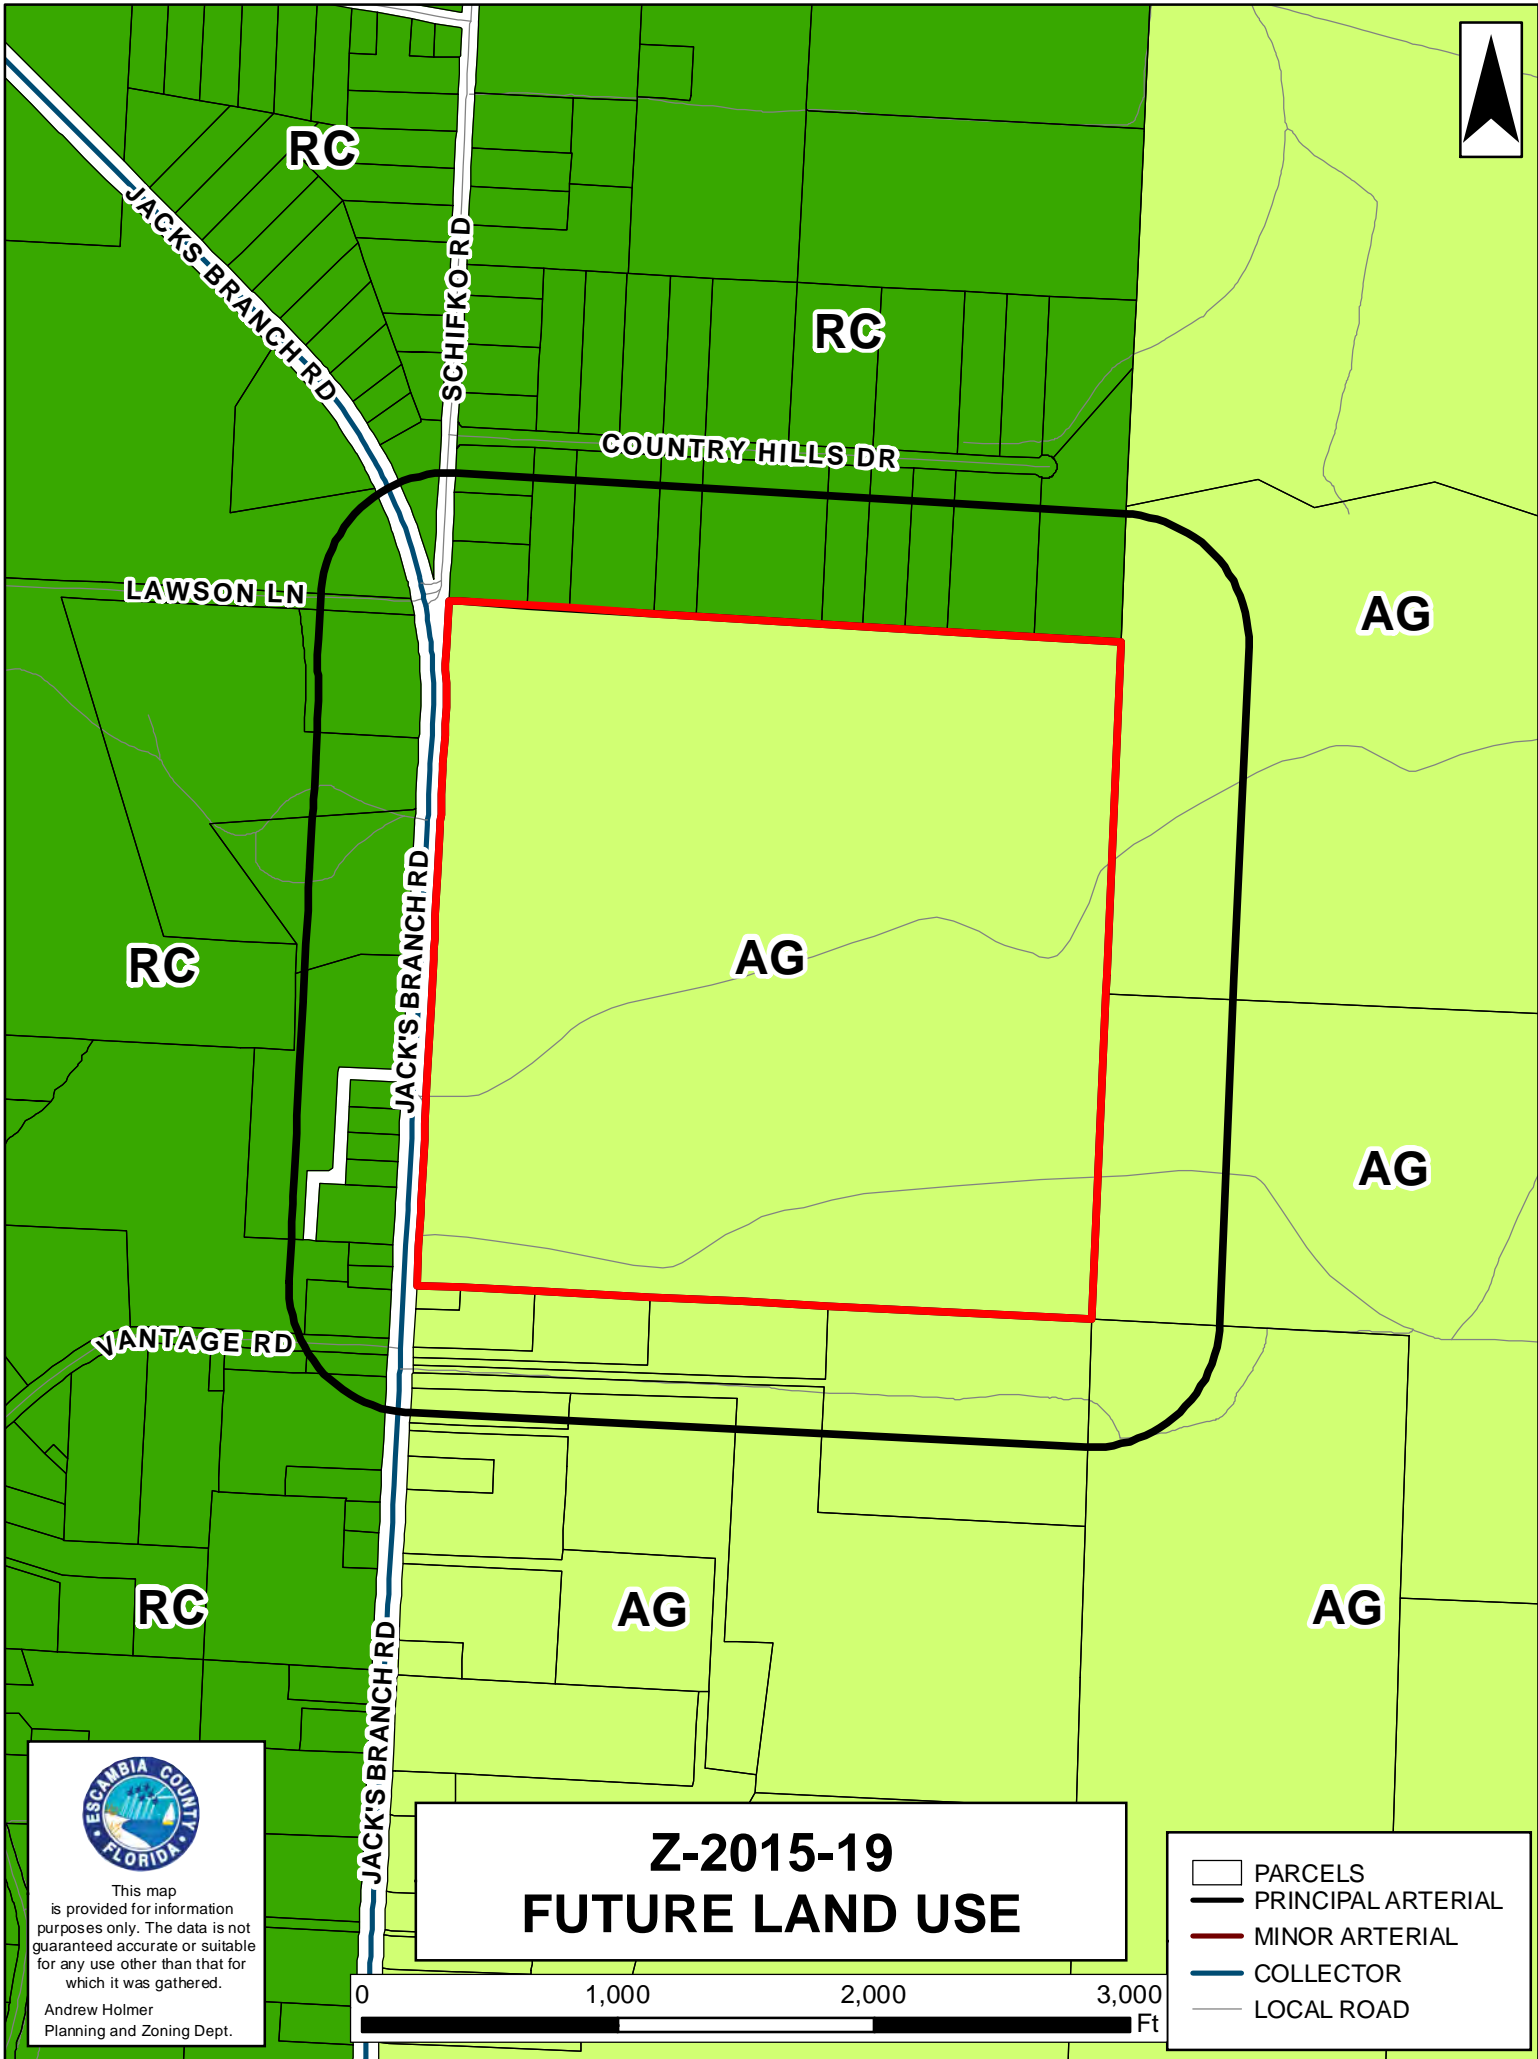 RC
JACKS BRANCH RD
SCHIFKO RD
RC
COUNTRY HILLS DR
LAWSON LN
AG
JACK'S BRANCH RD
AG
RC
AG
VANTAGE RD
RC
AG
AG
JACK'S BRANCH RD
ESCAMBIA COUNTY
FLORIDA
This map
is provided for information
purposes only. The data is not
guaranteed accurate or suitable
for any use other than that for
which it was gathered.
Andrew Holmer
Planning and Zoning Dept.
Z-2015-19
FUTURE LAND USE
0 1,000 2,000 3,000
Ft
PARCELS
PRINCIPAL ARTERIAL
MINOR ARTERIAL
COLLECTOR
LOCAL ROAD